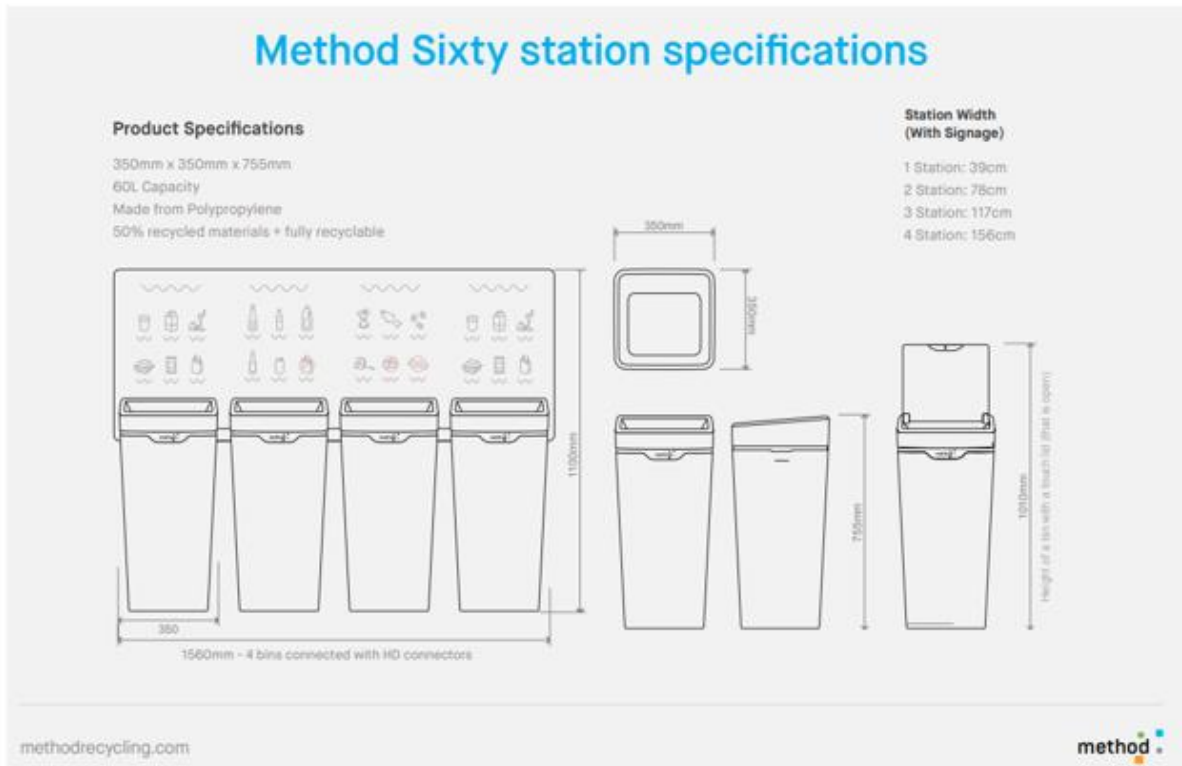 Method Sixty station specifications
Product Specifications
350mm x 350mm x 755mm
60L Capacity
Made from Polypropylene
50% recycled materials + fully recyclable
Station Width
(With Signage)
1 Station: 39cm
2 Station: 78cm
3 Station: 117cm
4 Station: 156cm
350mm
350mm
1100mm
755mm
1010mm
Height of a bin with a touch lid (that is open)
350
1560mm - 4 bins connected with HD connectors
methodrecycling.com
method